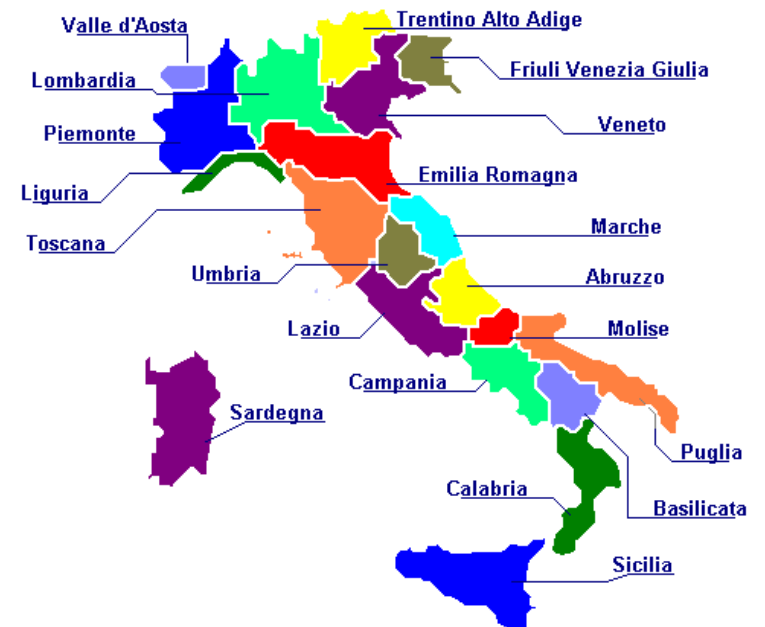 Trentino Alto Adige
Valle d'Aosta
Friuli Venezia Giulia
Lombardia
Veneto
Piemonte
Emilia Romagna
Liguria
Marche
Toscana
Umbria
Abruzzo
Lazio
Molise
Campania
Sardegna
Puglia
Calabria
Basilicata
Sicilia